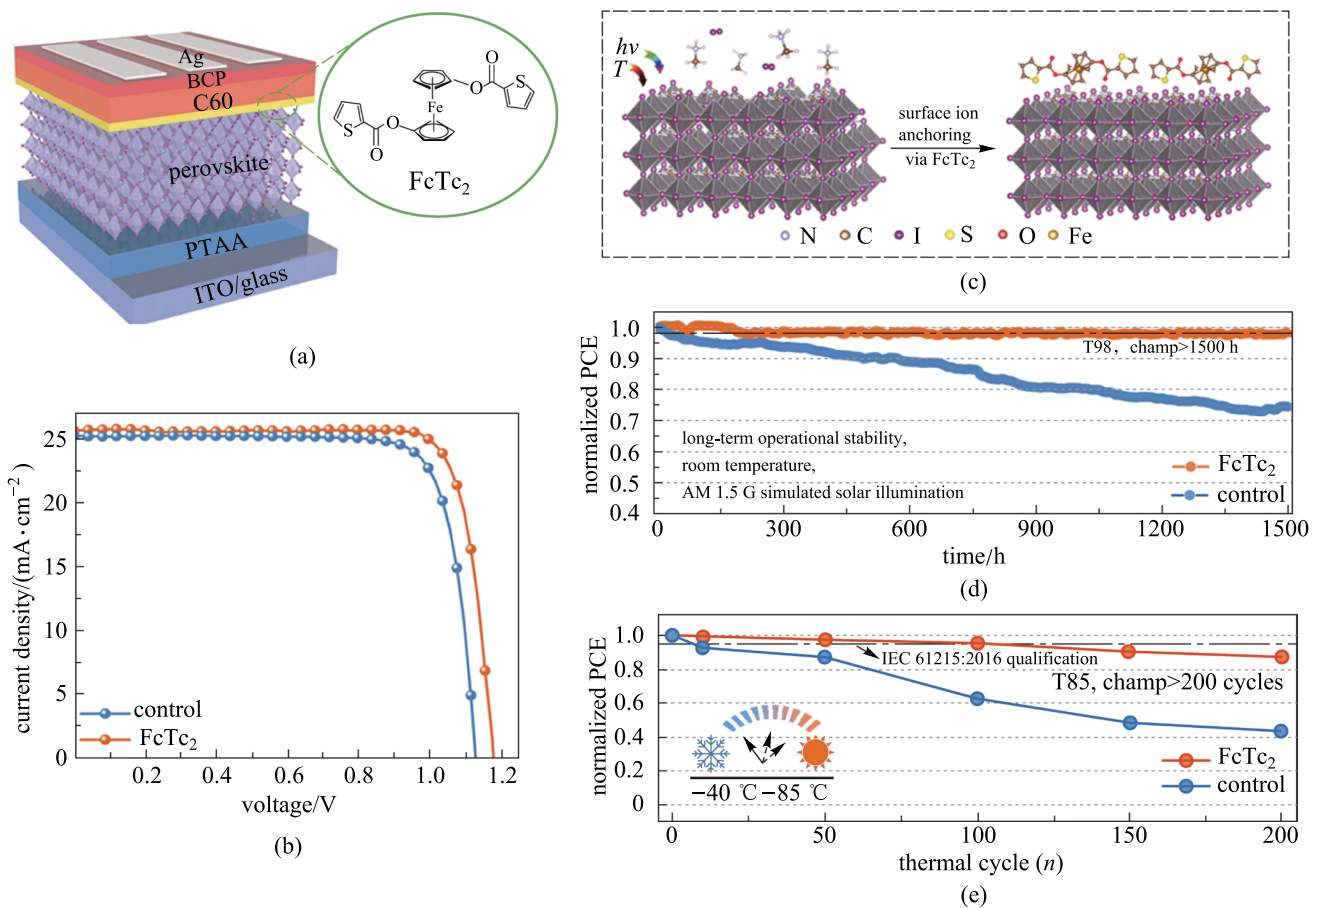 Ag
BCP
C60
perovskite
PTAA
ITO/glass
O
S
O
Fe
O
S
O
FcTc2
(a)
hv
T
surface ion
anchoring
via FcTc2
N C I S O Fe
(c)
25
20
15
10
5
0
0.2 0.4 0.6 0.8 1.0 1.2
current density/(mA·cm−2)
control
FcTc2
voltage/V
(b)
1.0
0.9
0.8
0.7
0.6
0.5
0.4
normalized PCE
T98, champ>1500 h
long-term operational stability,
room temperature,
AM 1.5 G simulated solar illumination
FcTc2
control
0 300 600 900 1200 1500
time/h
(d)
1.0
0.8
0.6
0.4
0.2
0
normalized PCE
IEC 61215:2016 qualification
T85, champ>200 cycles
−40 ℃−85 ℃
FcTc2
control
0 50 100 150 200
thermal cycle (n)
(e)